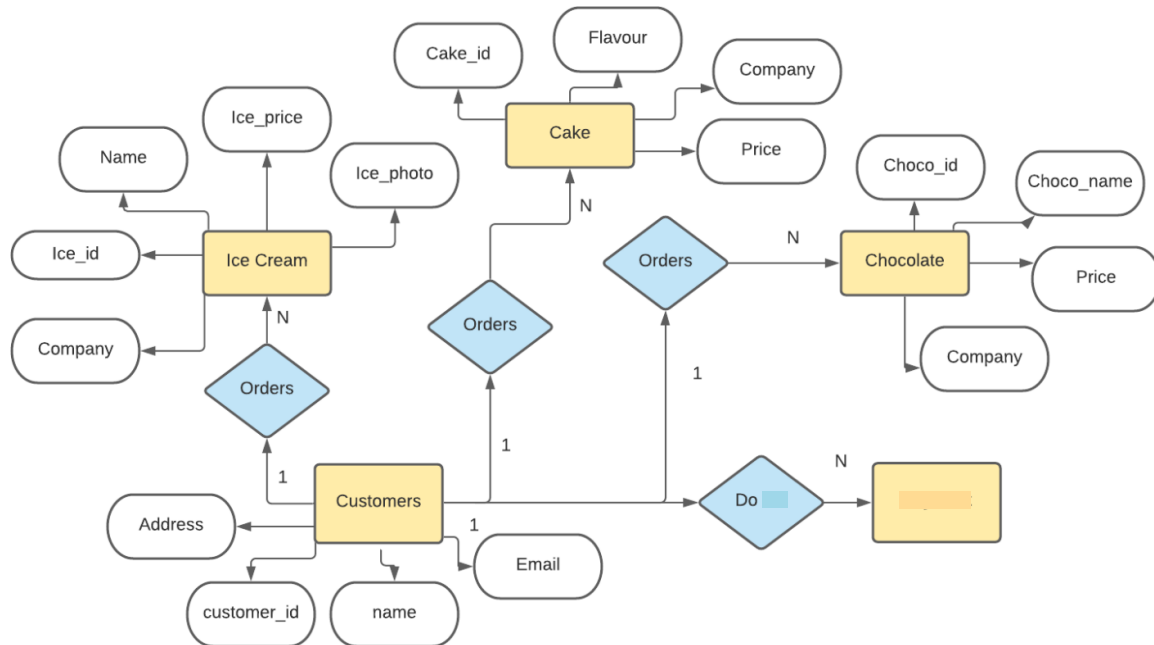 Flavour
Cake_id
Company
Ice_price
Cake
Name
Price
Ice_photo
Choco_id
Choco_name
N
Ice_id
Ice Cream
Orders
N
Chocolate
Price
N
Orders
Company
Company
Orders
1
1
1
N
Customers
Do
Address
1
Email
customer_id
name